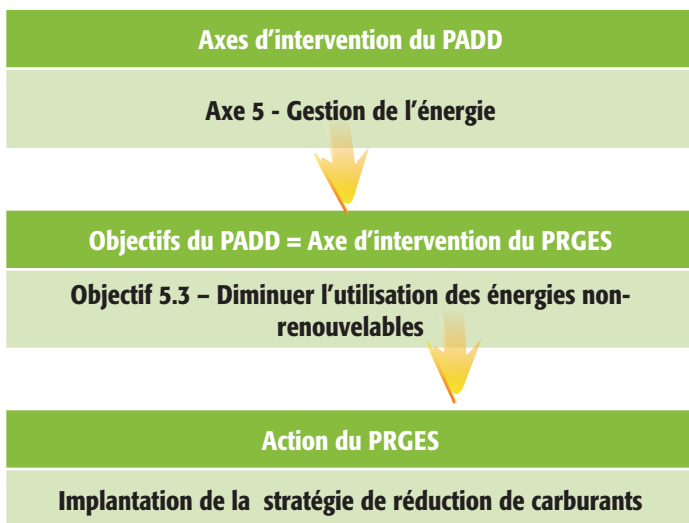 Axes d’intervention du PADD
Axe 5 - Gestion de l’énergie
Objectifs du PADD = Axe d’intervention du PRGES
Objectif 5.3 – Diminuer l’utilisation des énergies non-
renouvelables
Action du PRGES
Implantation de la stratégie de réduction de carburants